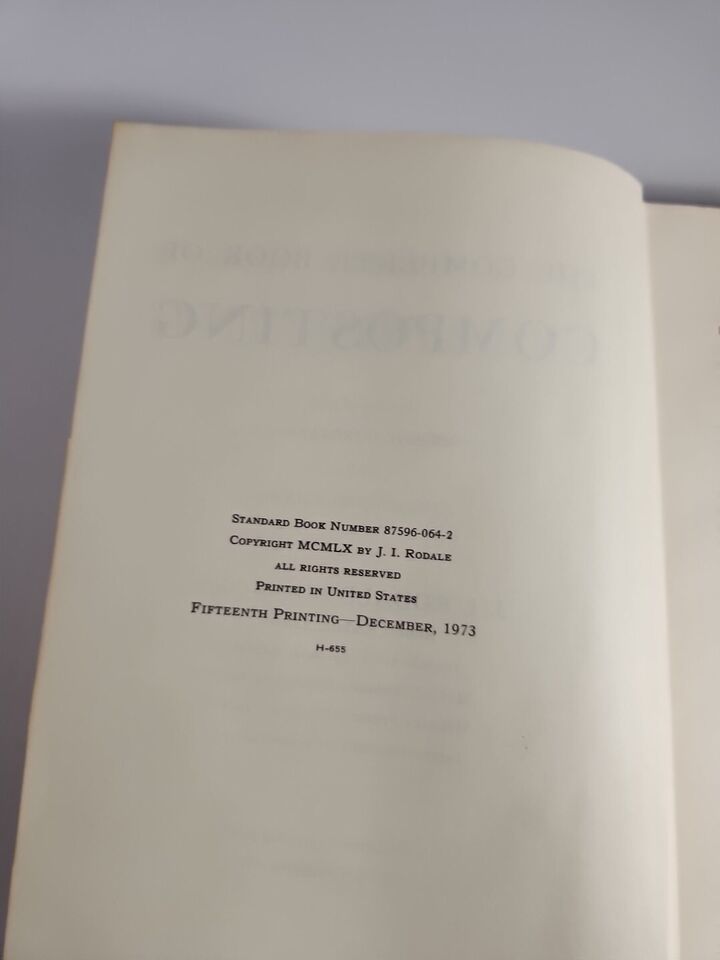 STANDARD BOOK NUMBER 87596-064-2
COPYRIGHT MCMLX BY J. I. RODALE
ALL RIGHTS RESERVED
PRINTED IN UNITED STATES
FIFTEENTH PRINTING—DECEMBER, 1973
H-655